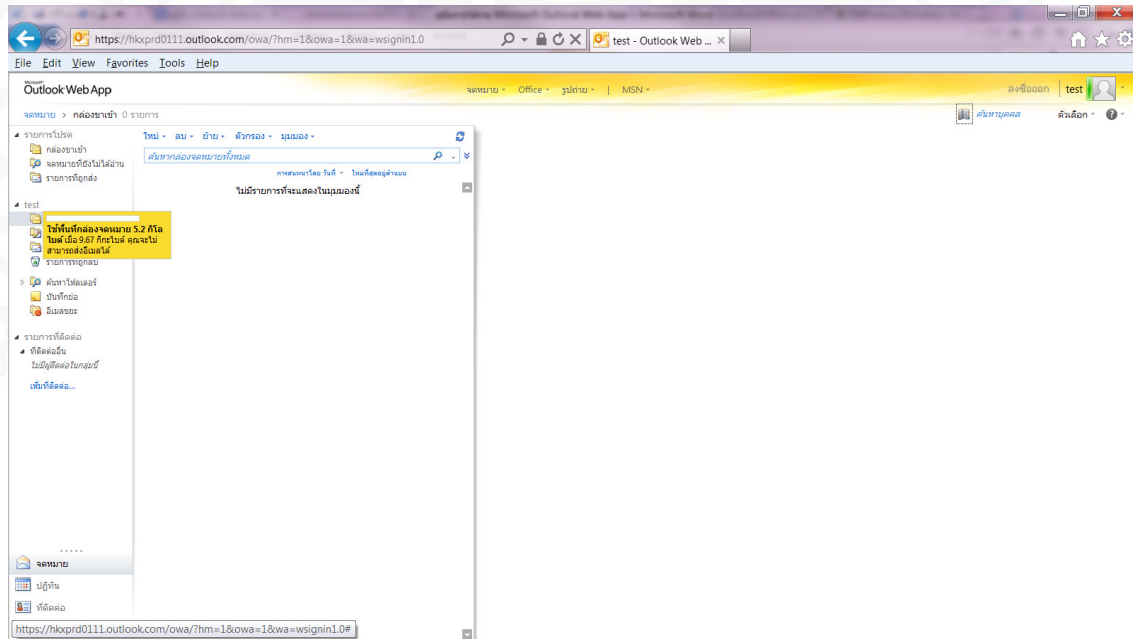 https://hkxprd0111.outlook.com/owa/?hm=1&owa=1&wa=wsignin1.0
test - Outlook Web ...
File Edit View Favorites Tools Help
Microsoft
Outlook Web App
จดหมาย Office รูปถ่าย | MSN
ลงชื่อออก test
จดหมาย > กล่องขาเข้า 0 รายการ
ค้นหาบุคคล ตัวเลือก
รายการโปรด
กล่องขาเข้า
จดหมายที่ยังไม่ได้อ่าน
รายการที่ถูกส่ง
test
ใช้พื้นที่กล่องจดหมาย 5.2 กิโล
ไบต์ เมื่อ 9.67 กิกะไบต์ คุณจะไม่
สามารถส่งอีเมลได้
รายการที่ถูกลบ
ค้นหาโฟลเดอร์
บันทึกย่อ
อีเมลขยะ
รายการที่ติดต่อ
ที่ติดต่ออื่น
ไม่มีผู้ติดต่อในกลุ่มนี้
เพิ่มที่ติดต่อ...
ใหม่ ลบ ย้าย ตัวกรอง มุมมอง
ค้นหากล่องจดหมายทั้งหมด
การสนทนาโดย วันที่ ใหม่ที่สุดอยู่ด้านบน
ไม่มีรายการที่จะแสดงในมุมมองนี้
จดหมาย
ปฏิทิน
ที่ติดต่อ
https://hkxprd0111.outlook.com/owa/?hm=1&owa=1&wa=wsignin1.0#